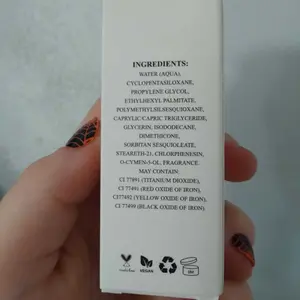 INGREDIENTS:
WATER (AQUA),
CYCLOPENTASILOXANE,
PROPYLENE GLYCOL,
ETHYLHEXYL PALMITATE,
POLYMETHYLSILSESQUIOXANE,
CAPRYLIC CAPRIC TRIGLYCERIDE,
GLYCERIN, ISODODECANE,
DIMETHICONE,
SORBITAN SESQUIOLEATE,
STEARETH-21, CHLORPHENESIN,
O-CYMEN-5-OL, FRAGRANCE.
MAY CONTAIN:
CI 77891 (TITANIUM DIOXIDE),
CI 77491 (RED OXIDE OF IRON),
CI77492 (YELLOW OXIDE OF IRON),
CI 77499 (BLACK OXIDE OF IRON).
VEGAN